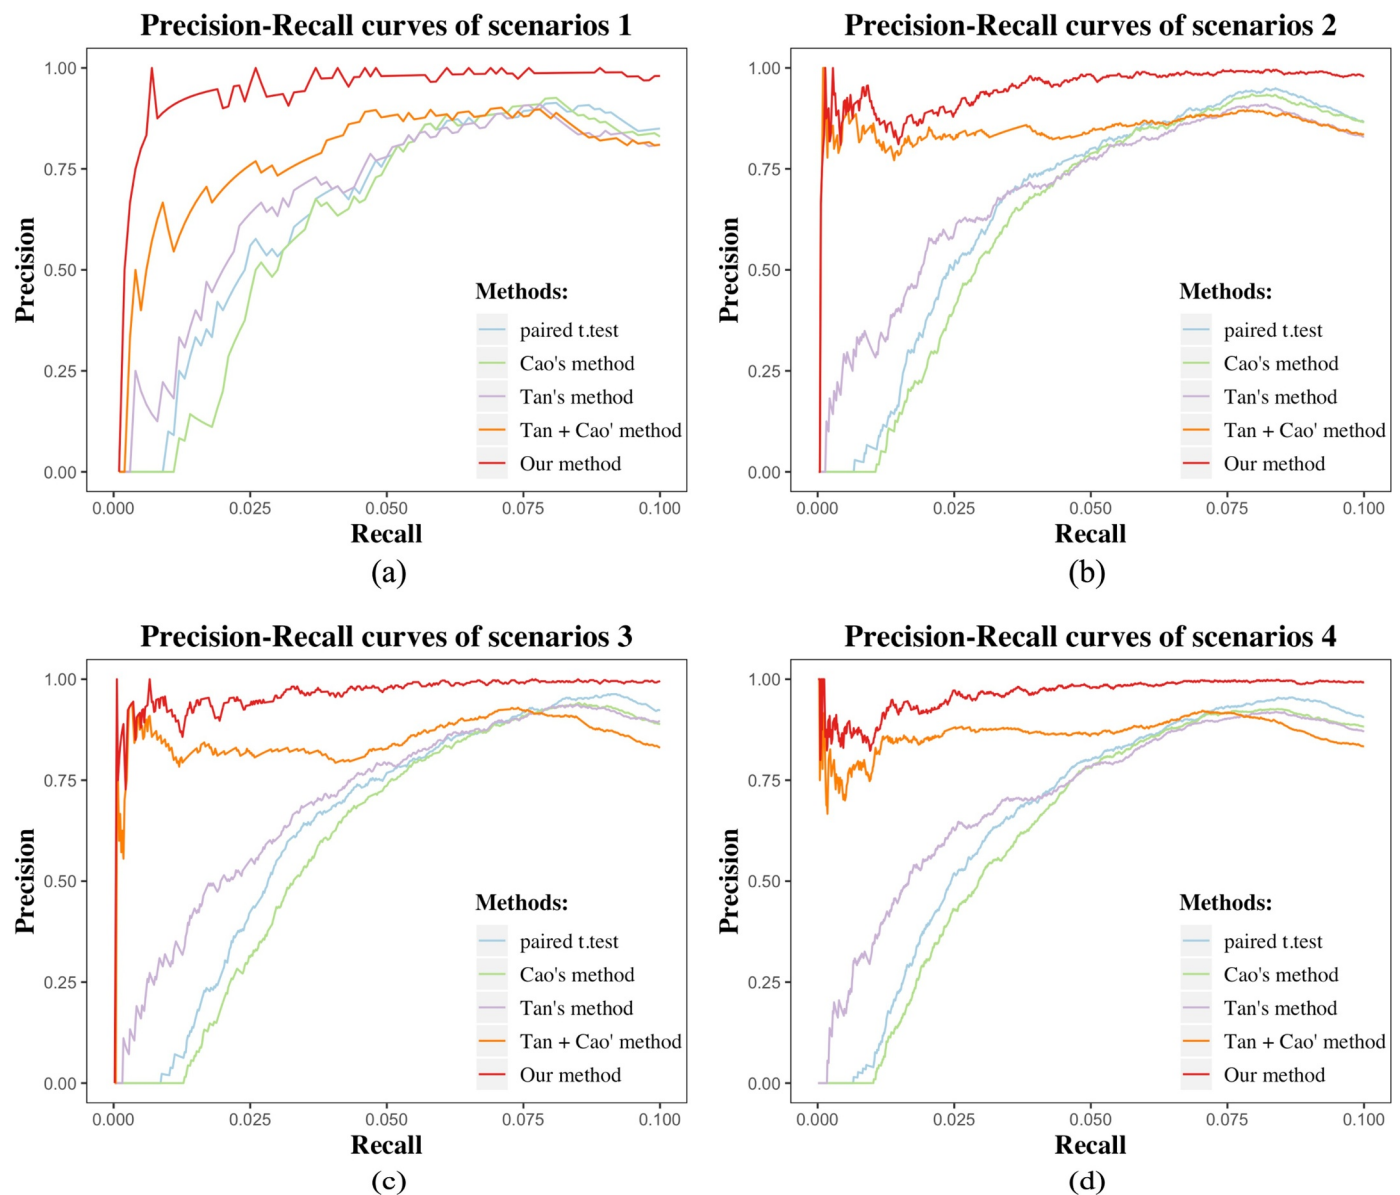 Precision-Recall curves of scenarios 1
1.00
0.75
0.50
0.25
0.00
Precision
Methods:
paired t.test
Cao's method
Tan's method
Tan + Cao' method
Our method
0.000 0.025 0.050 0.075 0.100
Recall
(a)
Precision-Recall curves of scenarios 2
1.00
0.75
0.50
0.25
0.00
Precision
Methods:
paired t.test
Cao's method
Tan's method
Tan + Cao' method
Our method
0.000 0.025 0.050 0.075 0.100
Recall
(b)
Precision-Recall curves of scenarios 3
1.00
0.75
0.50
0.25
0.00
Precision
Methods:
paired t.test
Cao's method
Tan's method
Tan + Cao' method
Our method
0.000 0.025 0.050 0.075 0.100
Recall
(c)
Precision-Recall curves of scenarios 4
1.00
0.75
0.50
0.25
0.00
Precision
Methods:
paired t.test
Cao's method
Tan's method
Tan + Cao' method
Our method
0.000 0.025 0.050 0.075 0.100
Recall
(d)